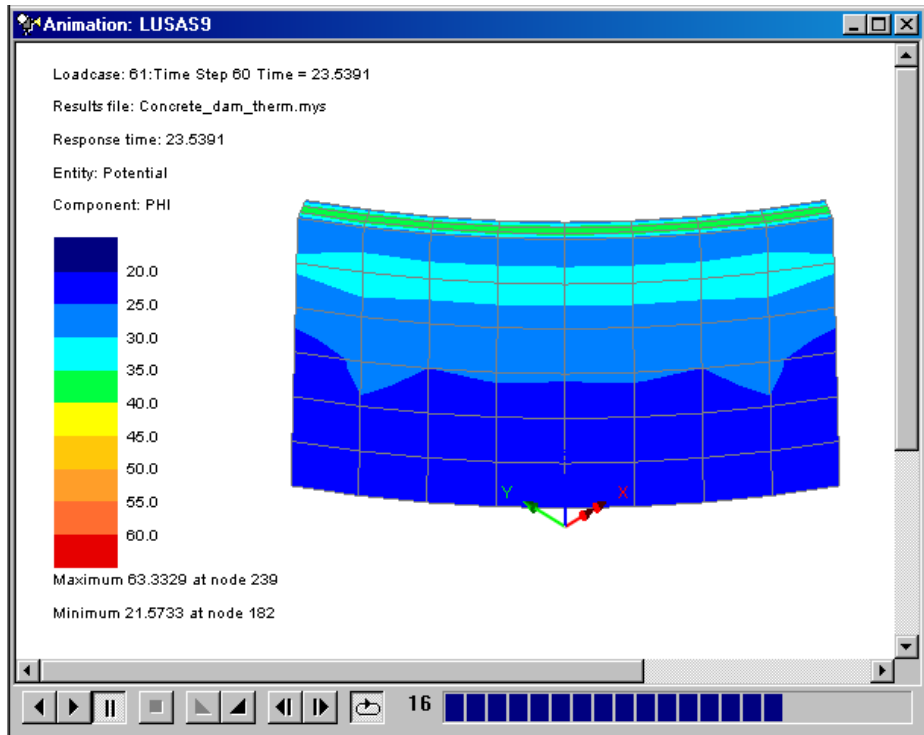 Animation: LUSAS9
Loadcase: 61:Time Step 60 Time = 23.5391
Results file: Concrete_dam_therm.mys
Response time: 23.5391
Entity: Potential
Component: PHI
20.0
25.0
30.0
35.0
40.0
45.0
50.0
55.0
60.0
Y
X
Maximum 63.3329 at node 239
Minimum 21.5733 at node 182
16